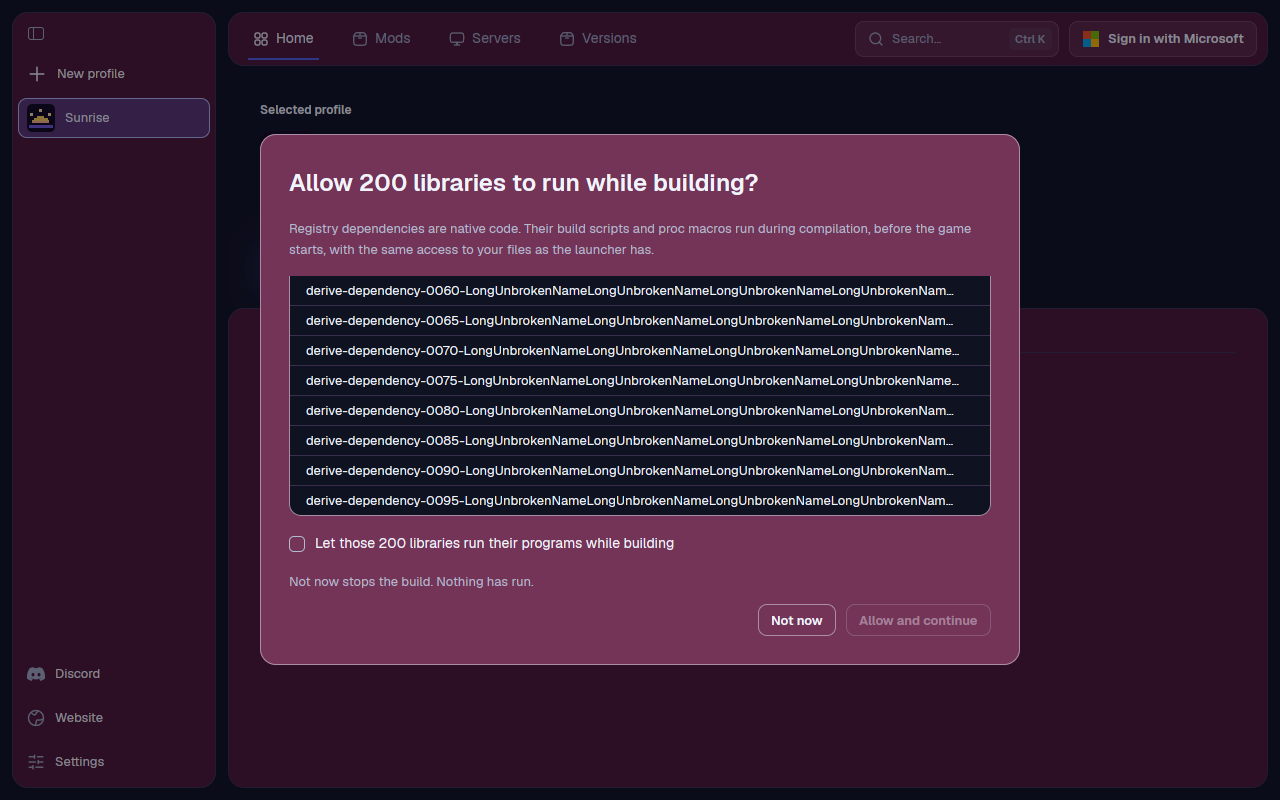 New profile
Sunrise
Discord
Website
Settings
Home
Mods
Servers
Versions
Search...
Ctrl K
Sign in with Microsoft
Selected profile
Allow 200 libraries to run while building?
Registry dependencies are native code. Their build scripts and proc macros run during compilation, before the game
starts, with the same access to your files as the launcher has.
derive-dependency-0060-LongUnbrokenNameLongUnbrokenNameLongUnbrokenNameLongUnbrokenNam...
derive-dependency-0065-LongUnbrokenNameLongUnbrokenNameLongUnbrokenNameLongUnbrokenNam...
derive-dependency-0070-LongUnbrokenNameLongUnbrokenNameLongUnbrokenNameLongUnbrokenName...
derive-dependency-0075-LongUnbrokenNameLongUnbrokenNameLongUnbrokenNameLongUnbrokenName...
derive-dependency-0080-LongUnbrokenNameLongUnbrokenNameLongUnbrokenNameLongUnbrokenNam...
derive-dependency-0085-LongUnbrokenNameLongUnbrokenNameLongUnbrokenNameLongUnbrokenNam...
derive-dependency-0090-LongUnbrokenNameLongUnbrokenNameLongUnbrokenNameLongUnbrokenNam...
derive-dependency-0095-LongUnbrokenNameLongUnbrokenNameLongUnbrokenNameLongUnbrokenNam...
Let those 200 libraries run their programs while building
Not now stops the build. Nothing has run.
Not now
Allow and continue